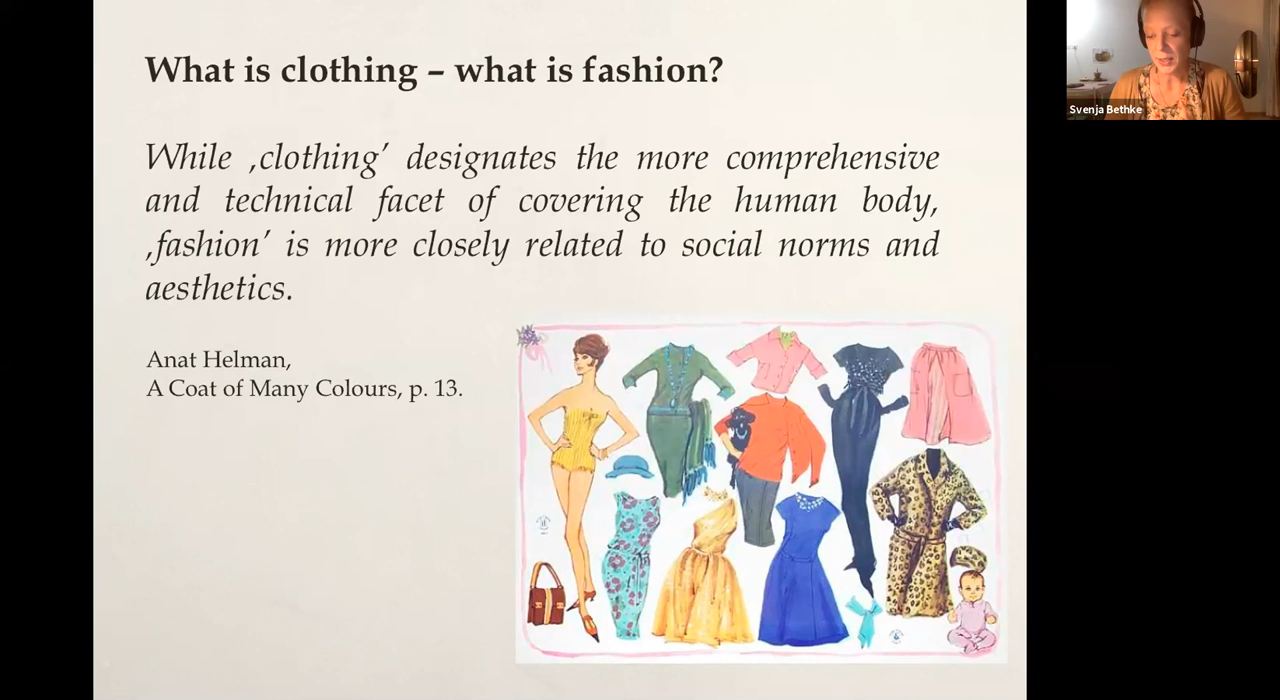 What is clothing – what is fashion?
While ‚clothing’ designates the more comprehensive
and technical facet of covering the human body,
‚fashion’ is more closely related to social norms and
aesthetics.
Anat Helman,
A Coat of Many Colours, p. 13.
Svenja Bethke